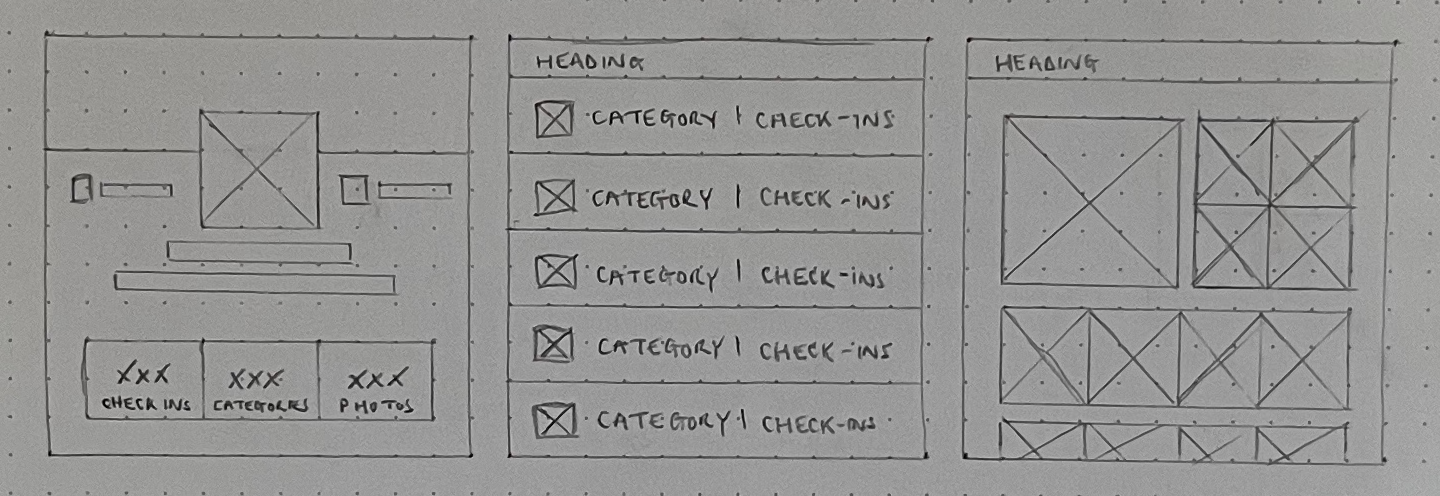 XXX
CHECK INS
XXX
CATEGORIES
XXX
PHOTOS
HEADING
CATEGORY | CHECK-INS
CATEGORY | CHECK-INS
CATEGORY | CHECK-INS
CATEGORY | CHECK-INS
CATEGORY | CHECK-INS
HEADING